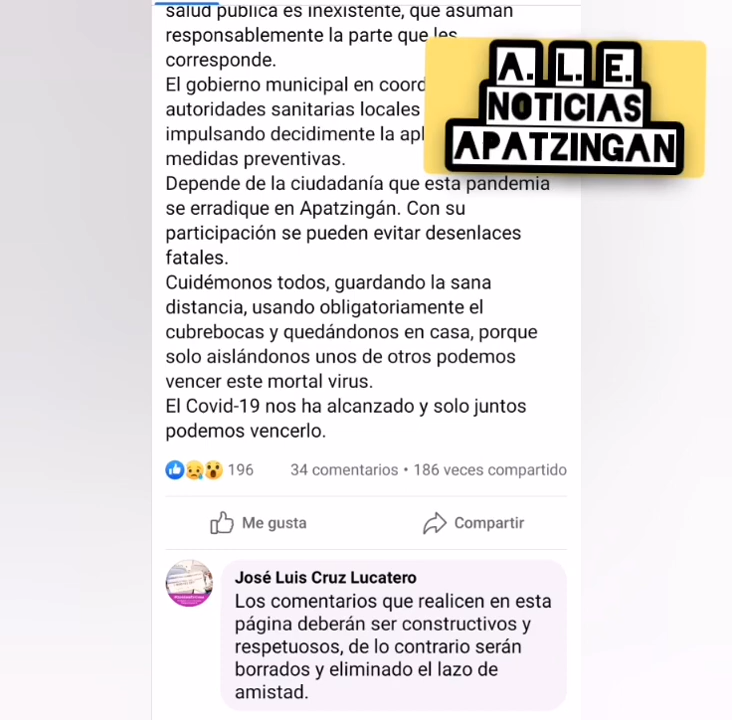 salud pública es inexistente, que asuman
responsablemente la parte que les
corresponde.
El gobierno municipal en coord
autoridades sanitarias locales
impulsando decidimente la apl
medidas preventivas.
Depende de la ciudadanía que esta pandemia
se erradique en Apatzingán. Con su
participación se pueden evitar desenlaces
fatales.
Cuidémonos todos, guardando la sana
distancia, usando obligatoriamente el
cubrebocas y quedándonos en casa, porque
solo aislándonos unos de otros podemos
vencer este mortal virus.
El Covid-19 nos ha alcanzado y solo juntos
podemos vencerlo.
A. L. E.
NOTICIAS
APATZINGAN
196 34 comentarios • 186 veces compartido
Me gusta Compartir
José Luis Cruz Lucatero
Los comentarios que realicen en esta
página deberán ser constructivos y
respetuosos, de lo contrario serán
borrados y eliminado el lazo de
amistad.